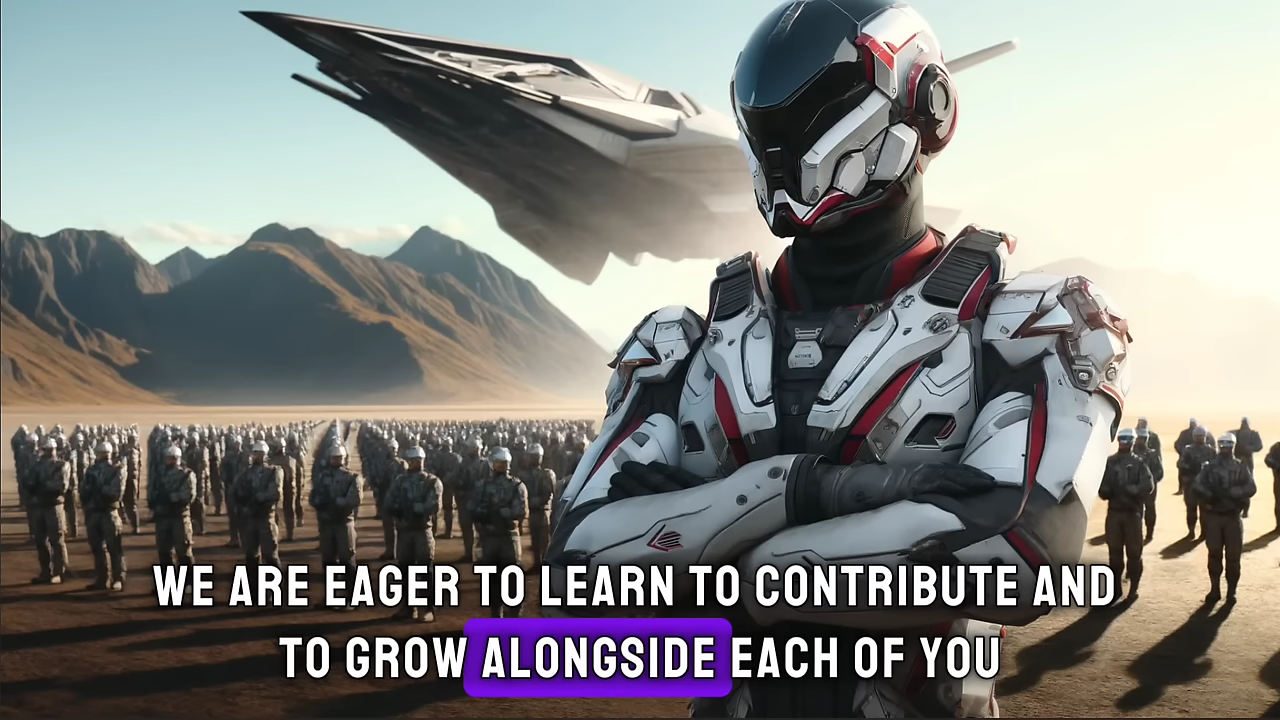 WE ARE EAGER TO LEARN TO CONTRIBUTE AND
TO GROW ALONGSIDE EACH OF YOU